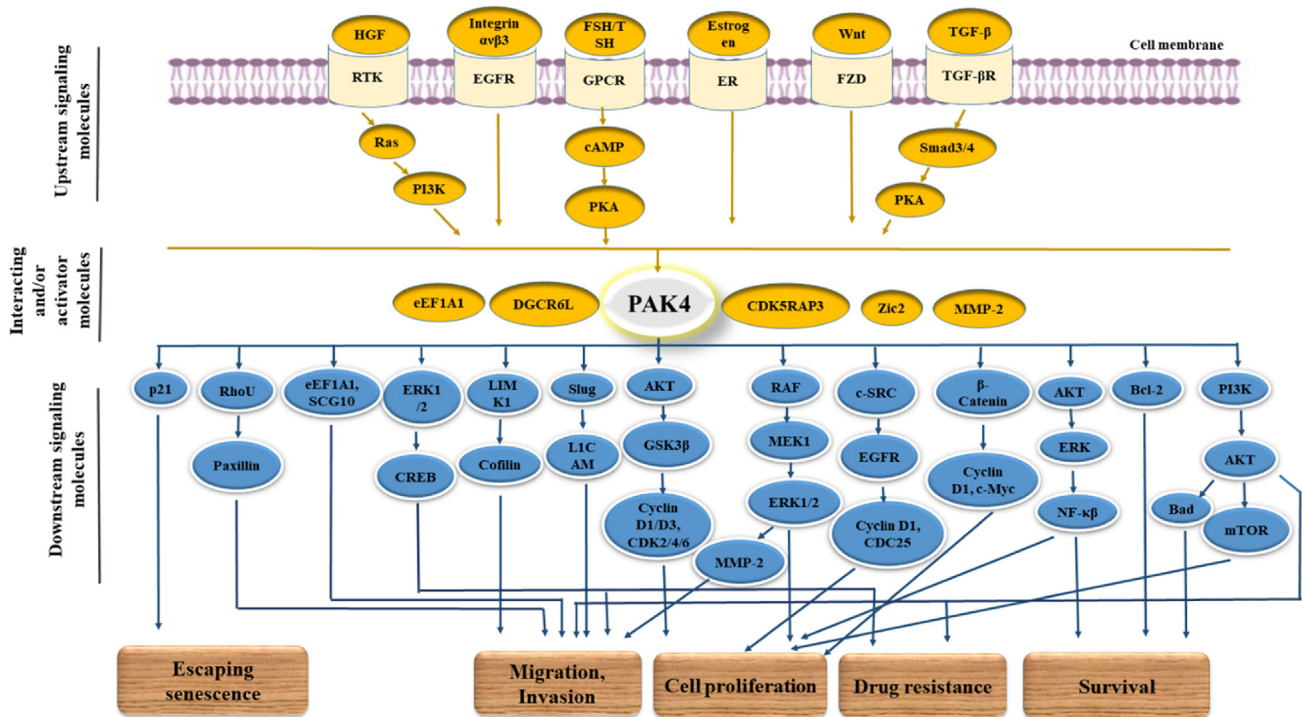 HGF
Integrin
αvβ3
FSH/T
SH
Estrog
en
Wnt
TGF-β
Cell membrane
RTK
EGFR
GPCR
ER
FZD
TGF-βR
Upstream signaling
molecules
Ras
cAMP
Smad3/4
PI3K
PKA
PKA
Interacting
and/or
activator
molecules
eEF1A1
DGCR6L
PAK4
CDK5RAP3
Zic2
MMP-2
Downstream signaling
molecules
p21
RhoU
eEF1A1,
SCG10
ERK1
/2
LIM
K1
Slug
AKT
RAF
c-SRC
β-
Catenin
AKT
Bcl-2
PI3K
Paxillin
CREB
Cofilin
L1C
AM
GSK3β
MEK1
EGFR
Cyclin
D1, c-Myc
ERK
AKT
Cyclin
D1/D3,
CDK2/4/6
ERK1/2
Cyclin D1,
CDC25
NF-κβ
Bad
mTOR
MMP-2
Escaping
senescence
Migration,
Invasion
Cell proliferation
Drug resistance
Survival